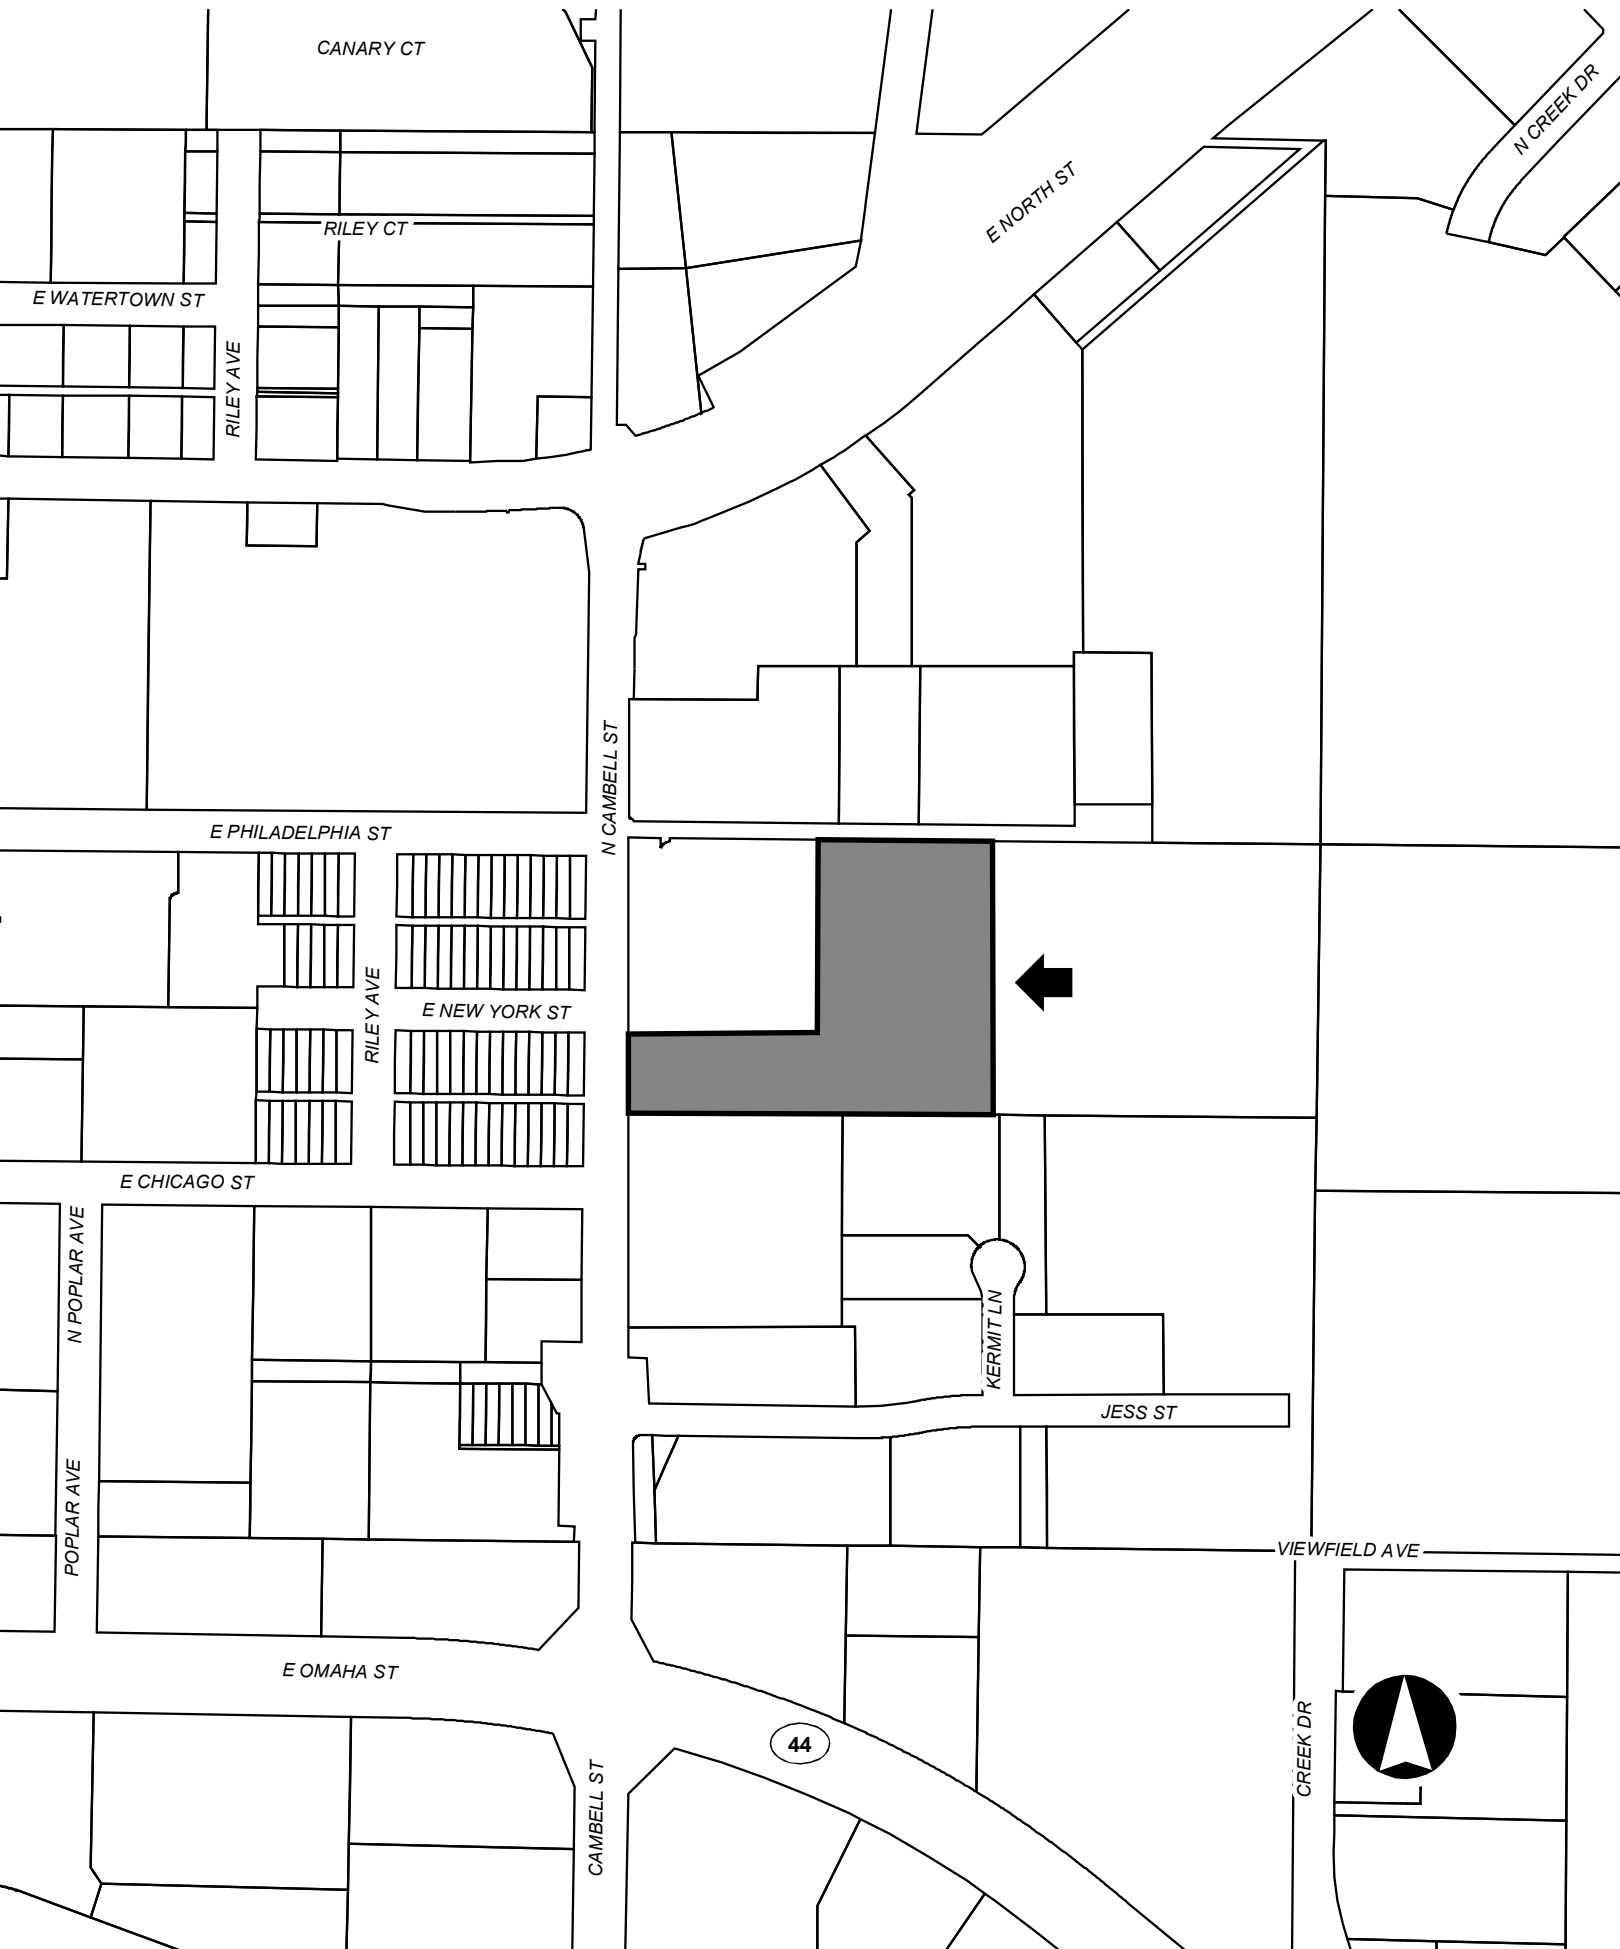 CANARY CT
N CREEK DR
E NORTH ST
RILEY CT
E WATERTOWN ST
RILEY AVE
N CAMBELL ST
E PHILADELPHIA ST
RILEY AVE
E NEW YORK ST
E CHICAGO ST
N POPLAR AVE
KERMIT LN
JESS ST
POPLAR AVE
VIEWFIELD AVE
E OMAHA ST
44
CREEK DR
CAMBELL ST